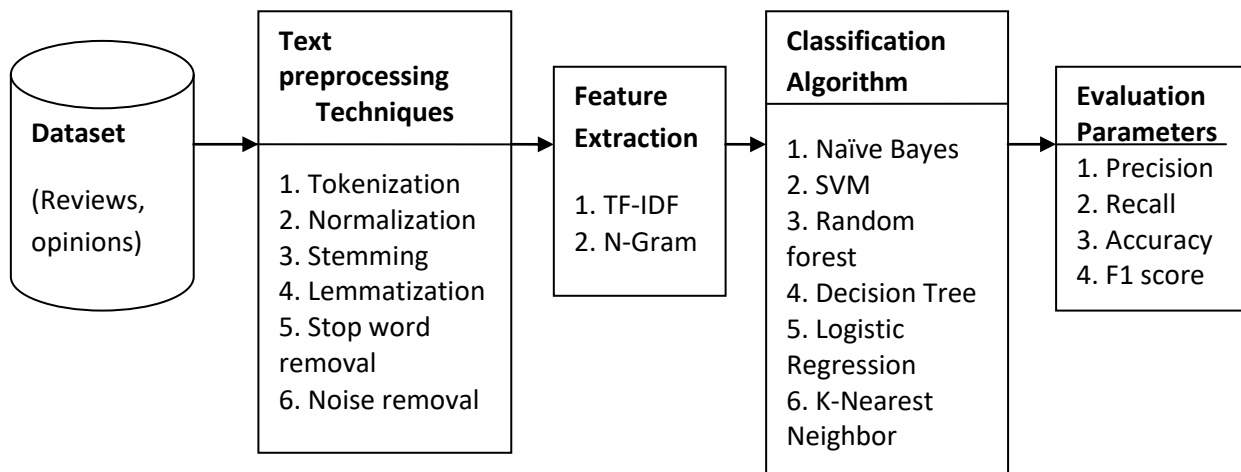 Dataset
(Reviews,
opinions)
Text
preprocessing
Techniques
1. Tokenization
2. Normalization
3. Stemming
4. Lemmatization
5. Stop word
removal
6. Noise removal
Feature
Extraction
1. TF-IDF
2. N-Gram
Classification
Algorithm
1. Naïve Bayes
2. SVM
3. Random
forest
4. Decision Tree
5. Logistic
Regression
6. K-Nearest
Neighbor
Evaluation
Parameters
1. Precision
2. Recall
3. Accuracy
4. F1 score